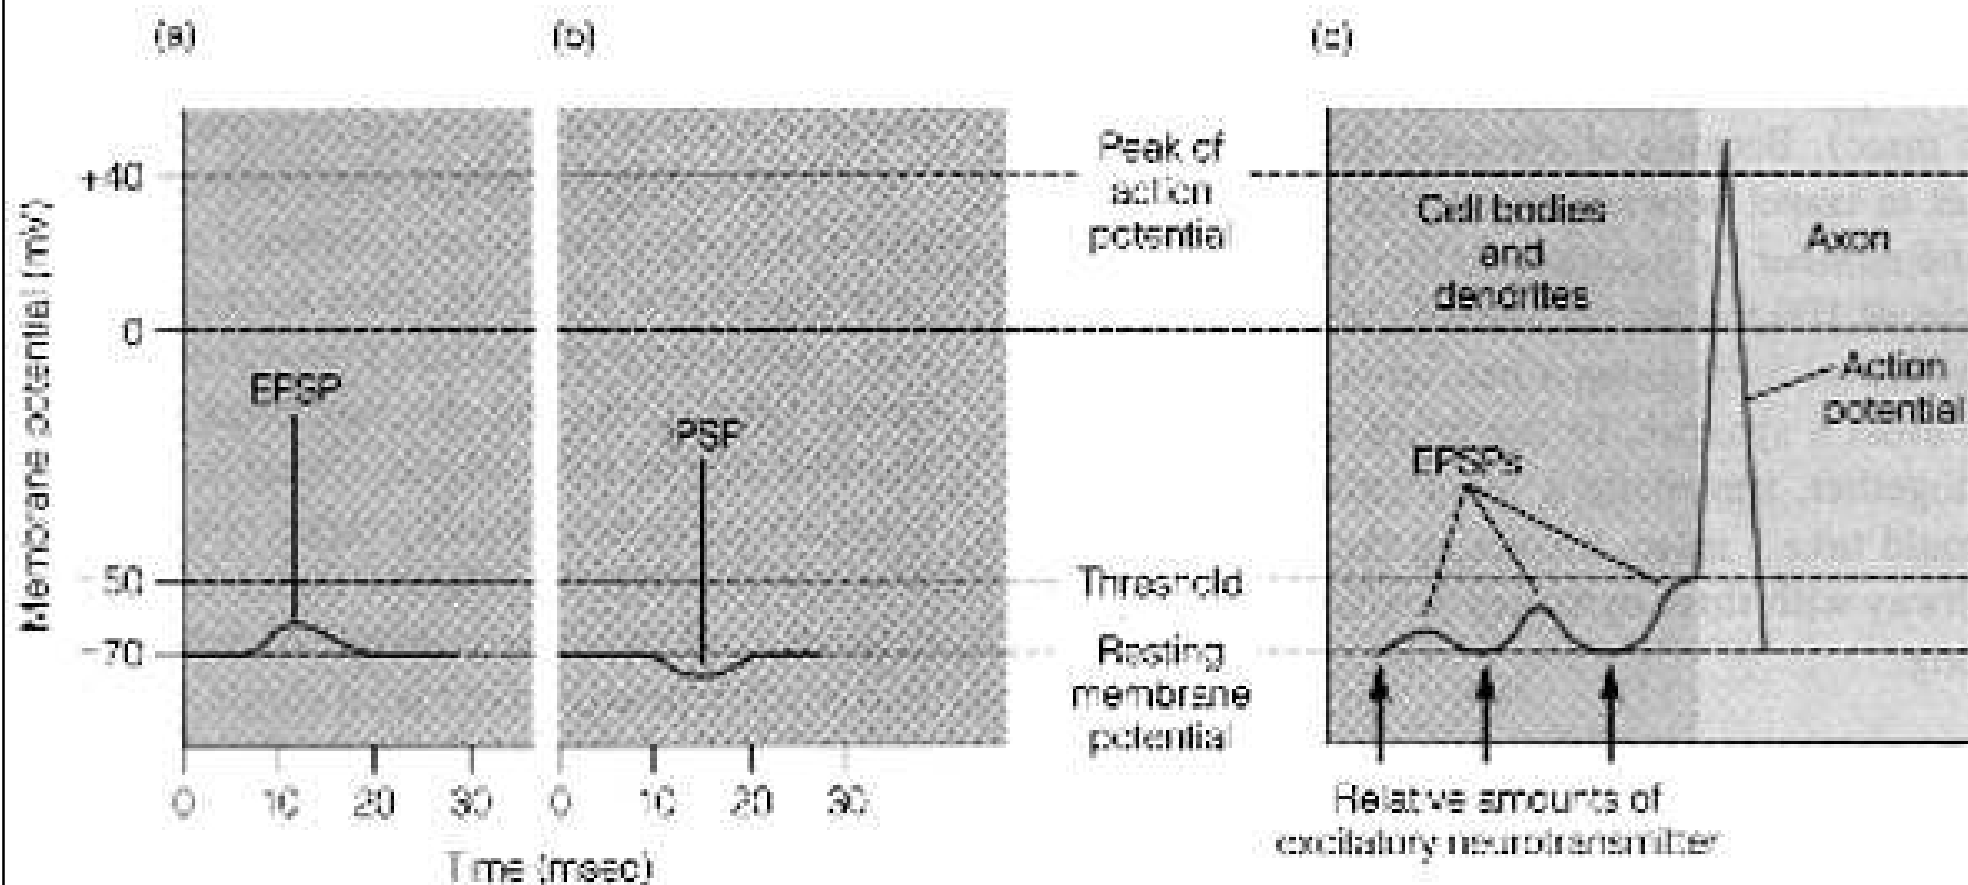 (a)
(b)
(c)
Membrane potential (mV)
+40
0
-50
-70
EPSP
PSP
Peak of
action
potential
Threshold
Resting
membrane
potential
Cell bodies
and
dendrites
Axon
Action
potential
EPSPs
0
10
20
30
0
10
20
30
Time (msec)
Relative amounts of
excitatory neurotransmitter